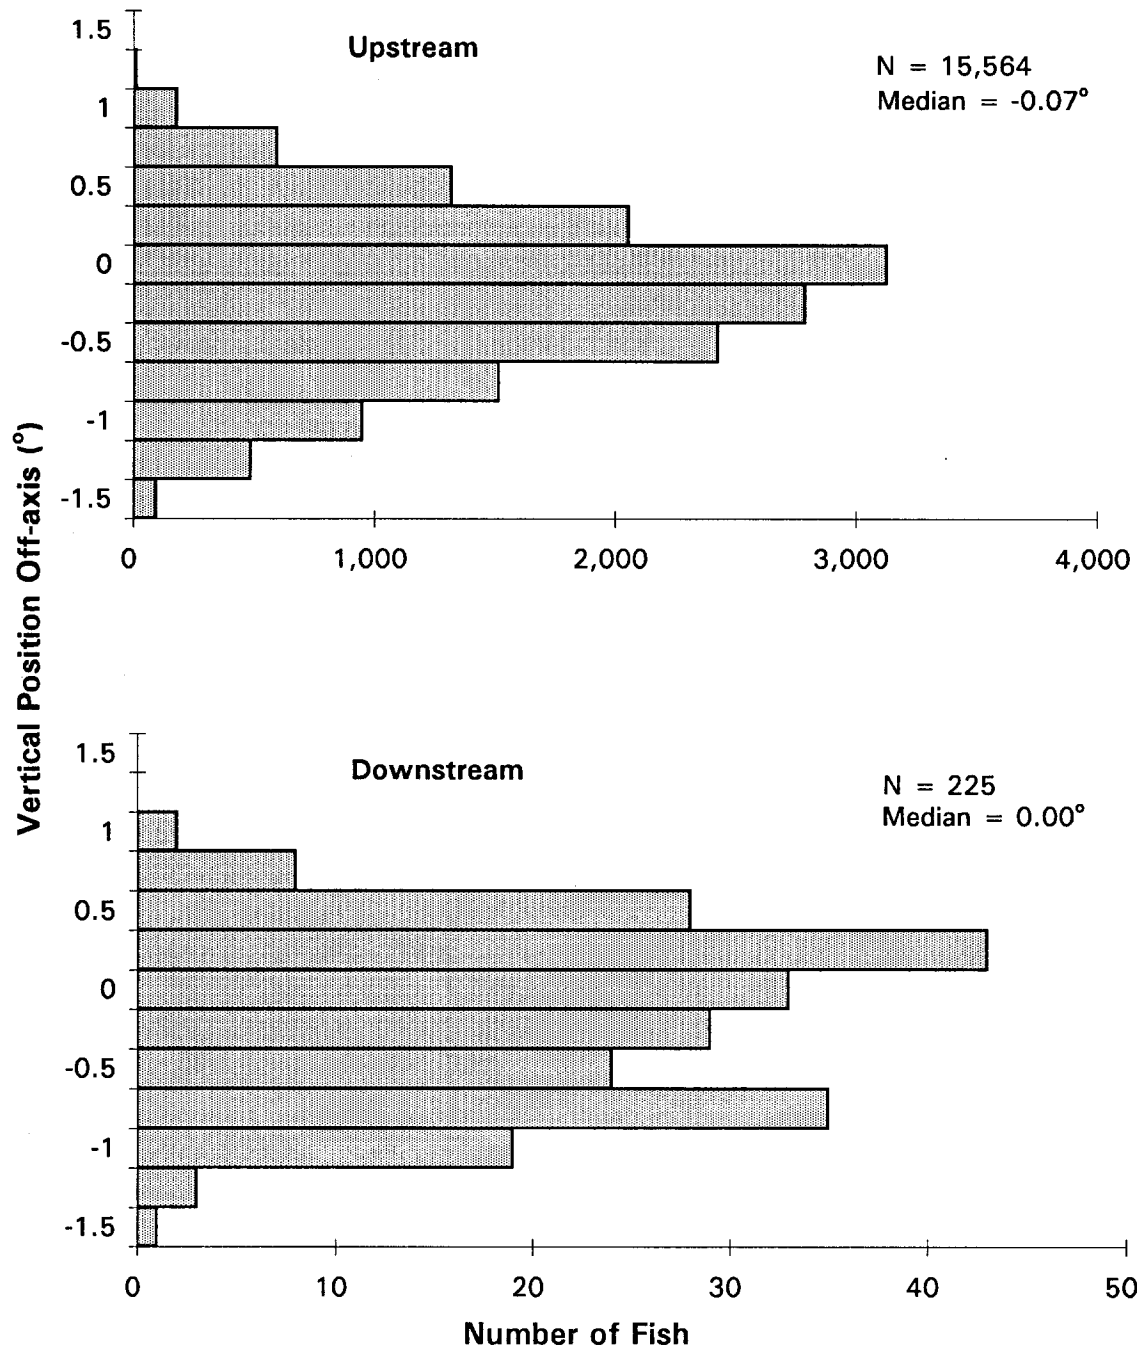 Vertical Position Off-axis (°)
Upstream
N = 15,564
Median = -0.07°
1.5
1
0.5
0
-0.5
-1
-1.5
0 1,000 2,000 3,000 4,000
Downstream
N = 225
Median = 0.00°
1.5
1
0.5
0
-0.5
-1
-1.5
0 10 20 30 40 50
Number of Fish